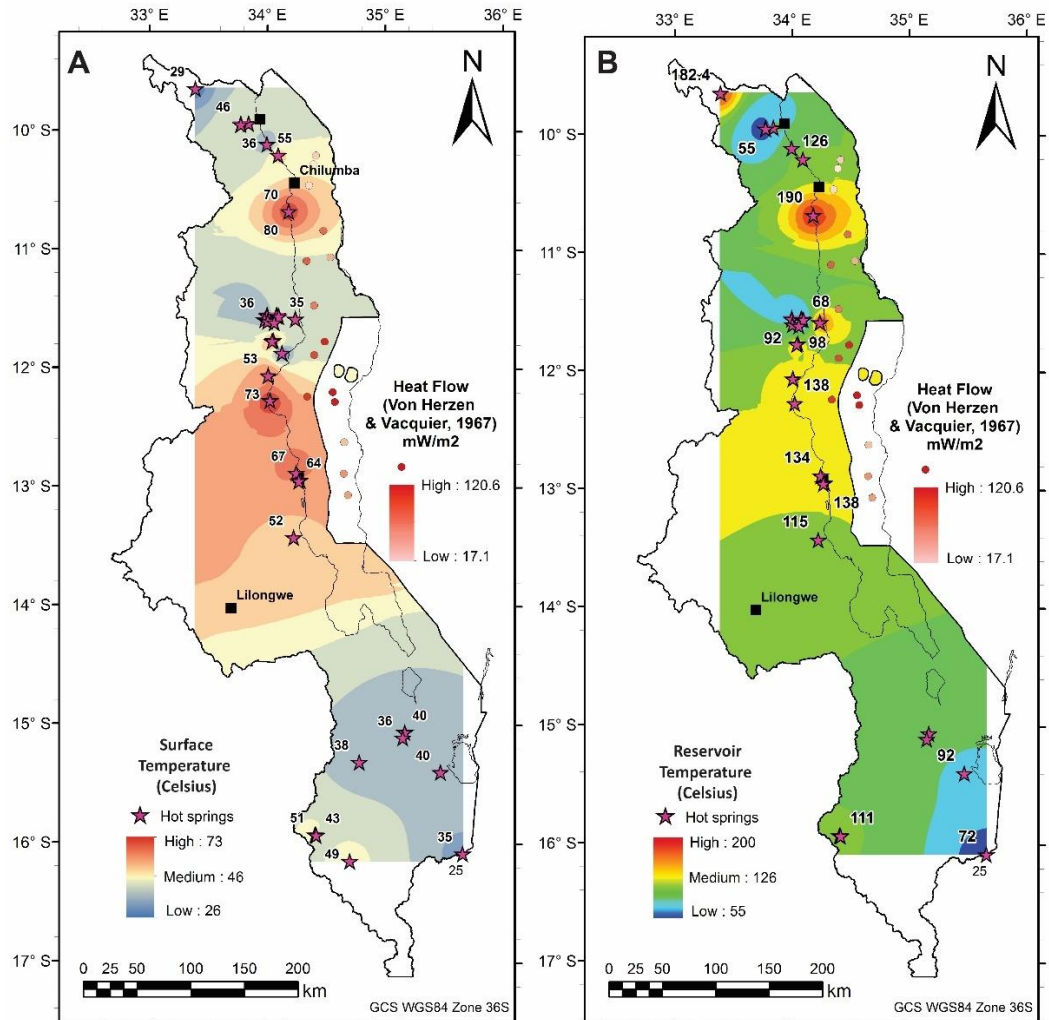 33° E
34° E
35° E
36° E
A
N
29
46
36
55
10° S
Chilumba
70
80
11° S
36
35
12° S
53
73
Heat Flow
(Von Herzen
& Vacquier, 1967)
mW/m2
67
64
13° S
High : 120.6
52
Low : 17.1
14° S
Lilongwe
15° S
36
40
38
40
Surface
Temperature
(Celsius)
Hot springs
51
43
16° S
High : 73
49
35
25
Medium : 46
Low : 26
17° S
0 25 50 100 150 200
km
GCS WGS84 Zone 36S
33° E
34° E
35° E
36° E
B
N
182.4
10° S
55
126
190
11° S
68
92
98
12° S
138
Heat Flow
(Von Herzen
& Vacquier, 1967)
mW/m2
134
13° S
138
High : 120.6
115
Low : 17.1
14° S
Lilongwe
15° S
92
Reservoir
Temperature
(Celsius)
Hot springs
111
16° S
High : 200
72
25
Medium : 126
Low : 55
17° S
0 25 50 100 150 200
km
GCS WGS84 Zone 36S